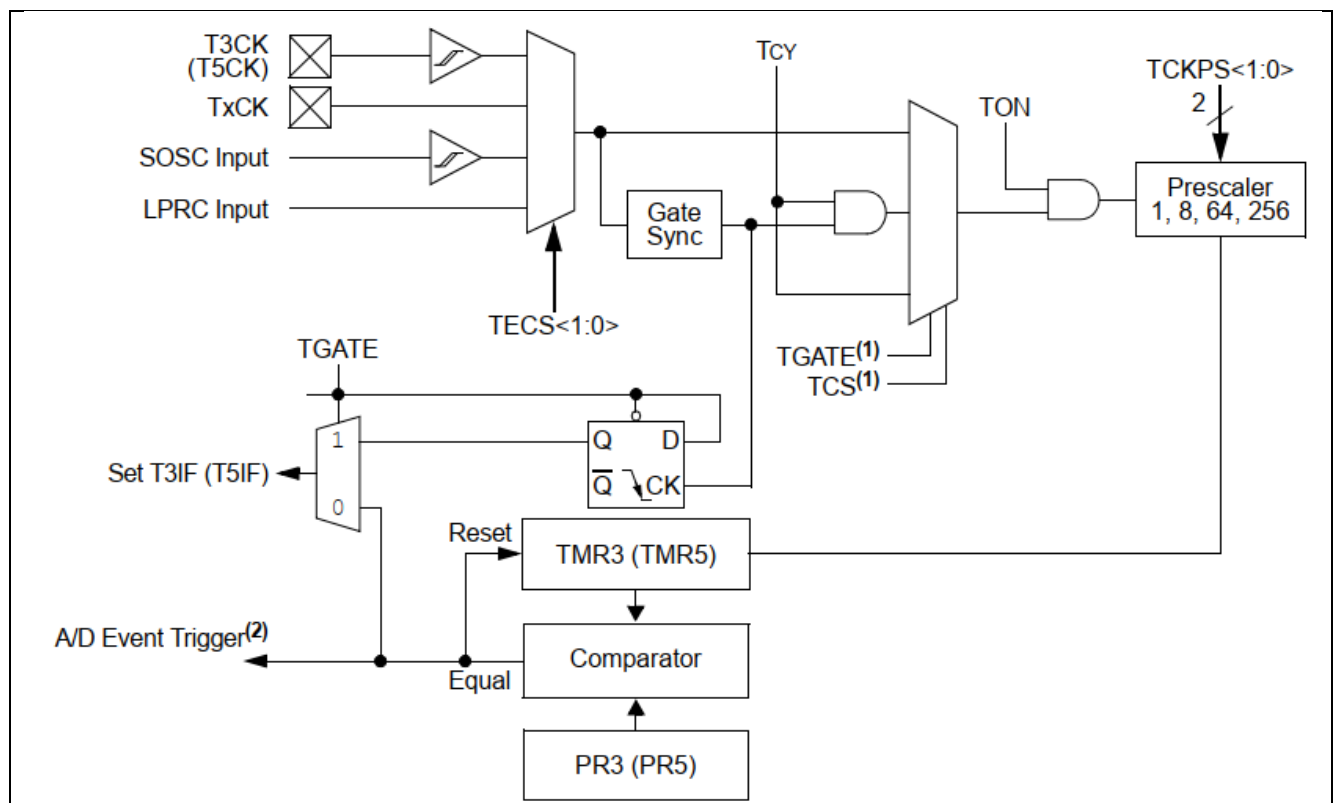 T3CK
(T5CK)
TxCK
SOSC Input
LPRC Input
TECS<1:0>
Gate
Sync
TCY
TGATE(1)
TCS(1)
TON
TCKPS<1:0>
2
Prescaler
1, 8, 64, 256
TGATE
1
0
Set T3IF (T5IF)
Q D
Q CK
Reset
TMR3 (TMR5)
A/D Event Trigger(2)
Equal
Comparator
PR3 (PR5)